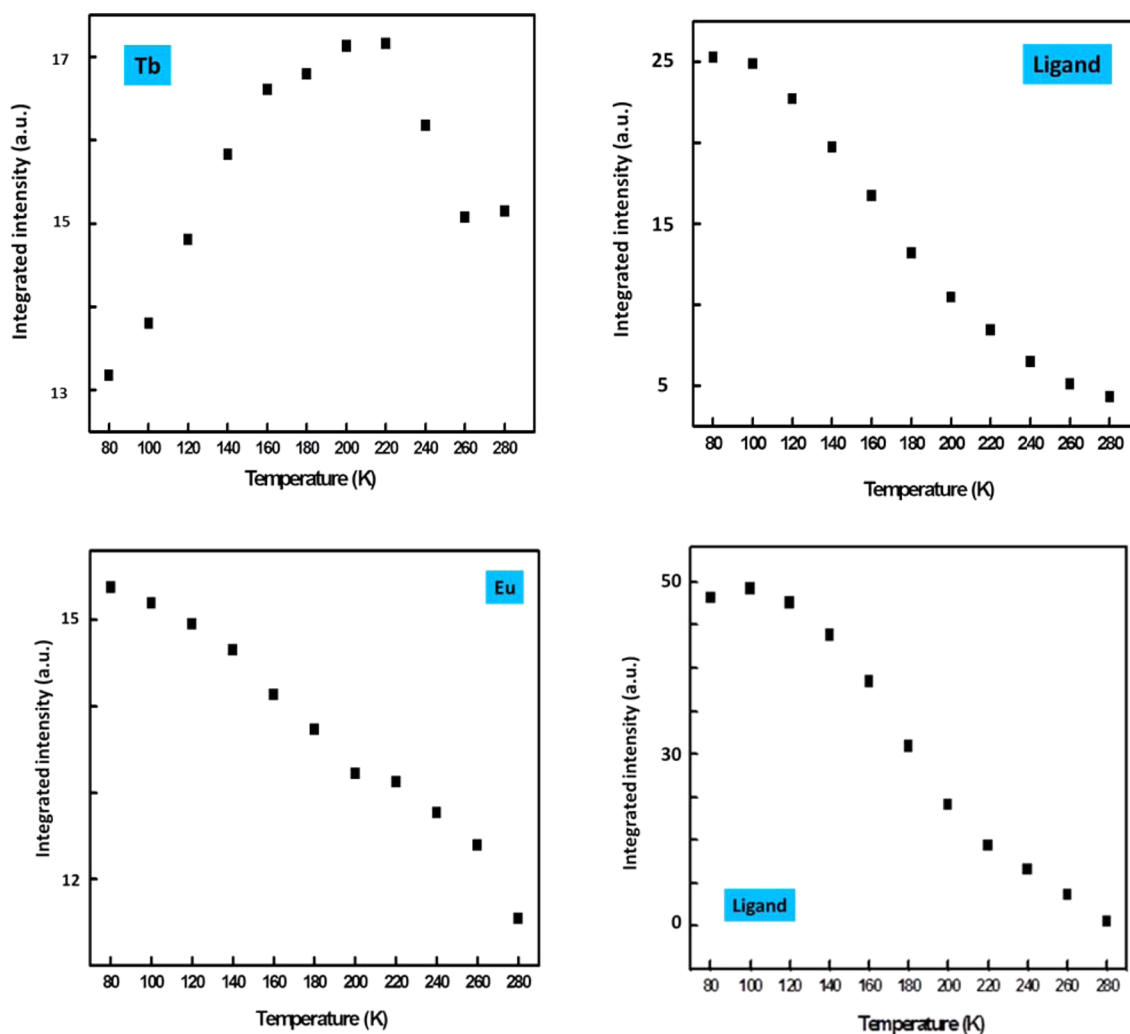 Tb
17
15
13
Integrated intensity (a.u.)
80 100 120 140 160 180 200 220 240 260 280
Temperature (K)
Ligand
25
15
5
Integrated intensity (a.u.)
80 100 120 140 160 180 200 220 240 260 280
Temperature (K)
Eu
15
12
Integrated intensity (a.u.)
80 100 120 140 160 180 200 220 240 260 280
Temperature (K)
50
30
0
Integrated intensity (a.u.)
Ligand
80 100 120 140 160 180 200 220 240 260 280
Temperature (K)